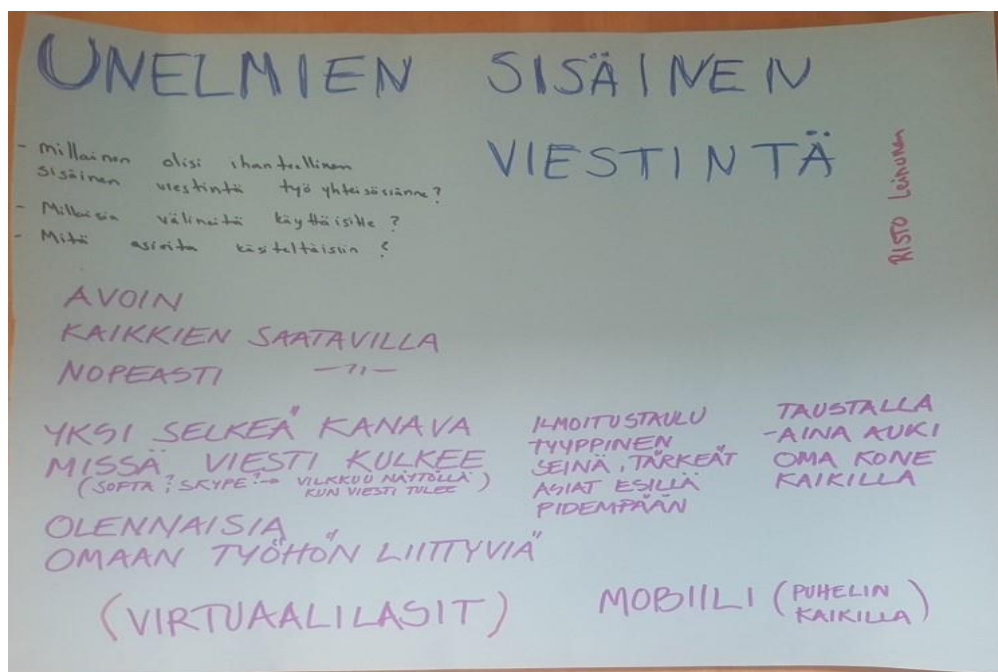 UNELMIEN SISÄINEN
VIESTINTÄ
- Millainen olisi ihanteellinen
sisäinen viestintä työyhteisössänne?
- Millaisia välineitä käyttäisitte?
- Mitä asioita käsiteltäisiin?
RISTO Leinonen
AVOIN
KAIKKIEN SAATAVILLA
NOPEASTI —״—
YKSI SELKEÄ KANAVA
MISSÄ VIESTI KULKEE
(SOFTA? SKYPE? → VILKKUU NÄYTÖLLÄ
KUN VIESTI TULEE)
ILMOITUSTAULU
TYYPPINEN
SEINÄ, TÄRKEÄT
ASIAT ESILLÄ
PIDEMPÄÄN
TAUSTALLA
-AINA AUKI
OMA KONE
KAIKILLA
OLENNAISIA
OMAAN TYÖHÖN LIITTYVIÄ
(VIRTUAALILASIT)
MOBIILI (PUHELIN
KAIKILLA)